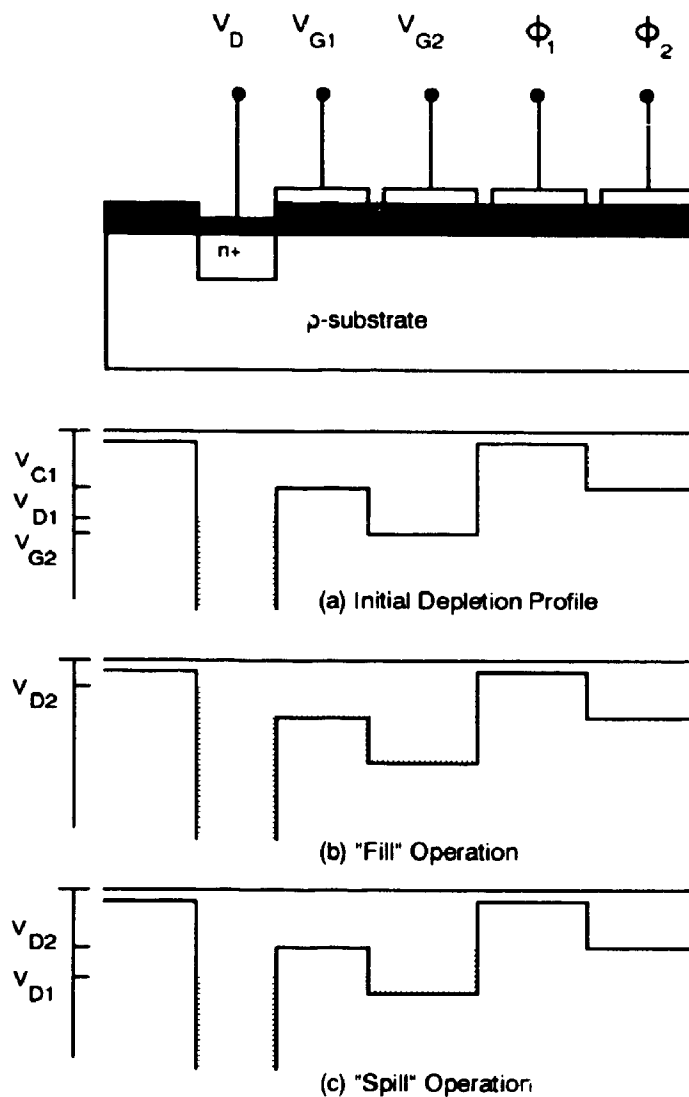 V_D V_G1 V_G2 ϕ_1 ϕ_2
n+
p-substrate
V_C1
V_D1
V_G2
(a) Initial Depletion Profile
V_D2
(b) "Fill" Operation
V_D2
V_D1
(c) "Spill" Operation